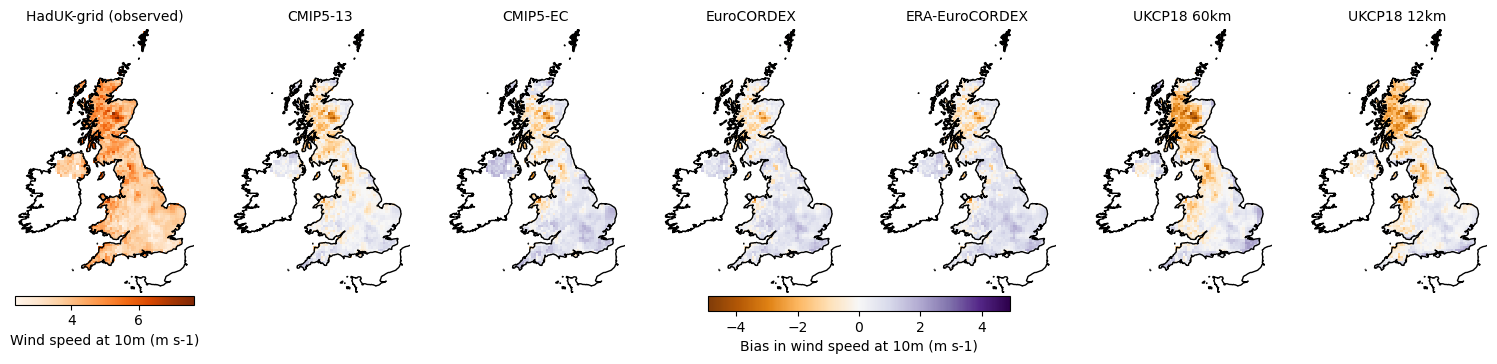 HadUK-grid (observed) CMIP5-13 CMIP5-EC EuroCORDEX ERA-EuroCORDEX UKCP18 60km UKCP18 12km
4 6
Wind speed at 10m (m s-1)
−4 −2 0 2 4
Bias in wind speed at 10m (m s-1)